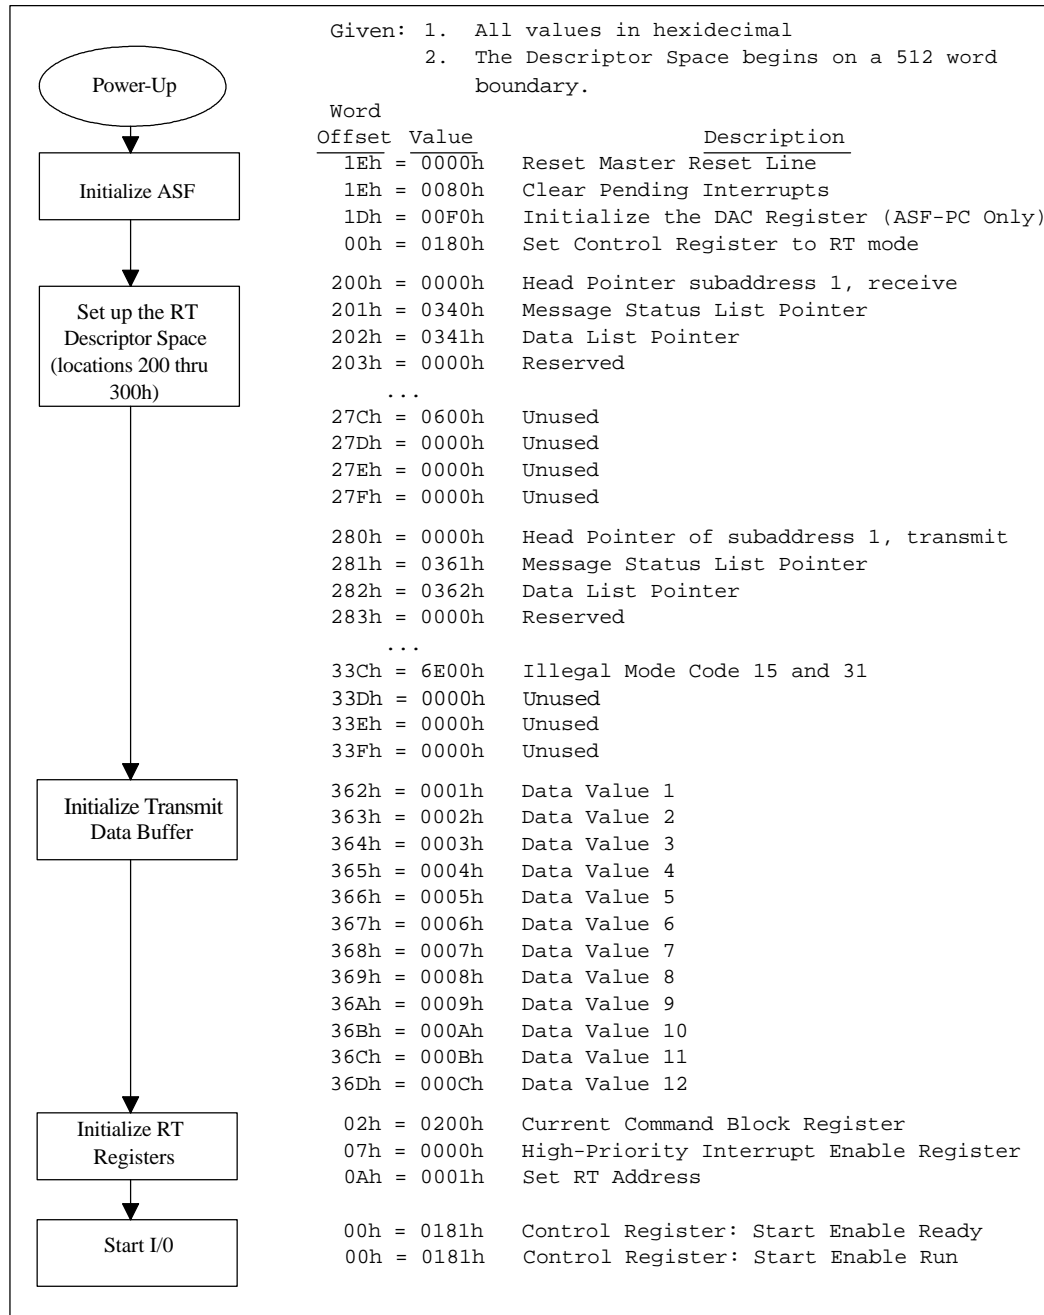 Given: 1. All values in hexidecimal
2. The Descriptor Space begins on a 512 word
boundary.
Power-Up
Word
Offset Value Description
Initialize ASF
1Eh = 0000h Reset Master Reset Line
1Eh = 0080h Clear Pending Interrupts
1Dh = 00F0h Initialize the DAC Register (ASF-PC Only)
00h = 0180h Set Control Register to RT mode
Set up the RT
Descriptor Space
(locations 200 thru
300h)
200h = 0000h Head Pointer subaddress 1, receive
201h = 0340h Message Status List Pointer
202h = 0341h Data List Pointer
203h = 0000h Reserved
...
27Ch = 0600h Unused
27Dh = 0000h Unused
27Eh = 0000h Unused
27Fh = 0000h Unused
280h = 0000h Head Pointer of subaddress 1, transmit
281h = 0361h Message Status List Pointer
282h = 0362h Data List Pointer
283h = 0000h Reserved
...
33Ch = 6E00h Illegal Mode Code 15 and 31
33Dh = 0000h Unused
33Eh = 0000h Unused
33Fh = 0000h Unused
Initialize Transmit
Data Buffer
362h = 0001h Data Value 1
363h = 0002h Data Value 2
364h = 0003h Data Value 3
365h = 0004h Data Value 4
366h = 0005h Data Value 5
367h = 0006h Data Value 6
368h = 0007h Data Value 7
369h = 0008h Data Value 8
36Ah = 0009h Data Value 9
36Bh = 000Ah Data Value 10
36Ch = 000Bh Data Value 11
36Dh = 000Ch Data Value 12
Initialize RT
Registers
02h = 0200h Current Command Block Register
07h = 0000h High-Priority Interrupt Enable Register
0Ah = 0001h Set RT Address
Start I/0
00h = 0181h Control Register: Start Enable Ready
00h = 0181h Control Register: Start Enable Run